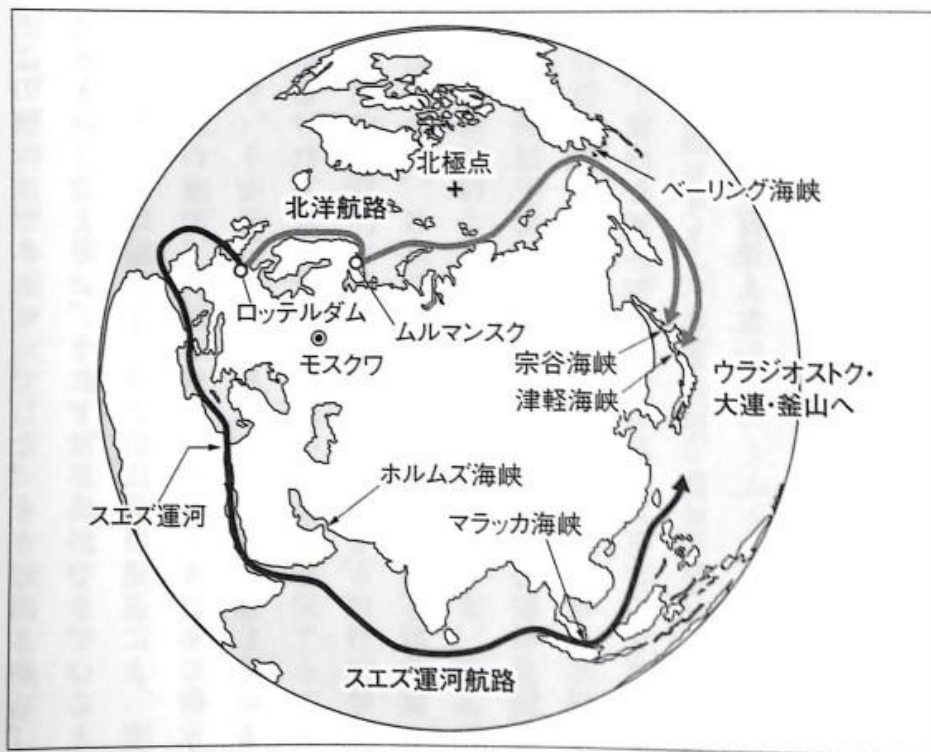 北極点
ベーリング海峡
北洋航路
ロッテルダム
ムルマンスク
モスクワ
宗谷海峡
津軽海峡
ウラジオストク・
大連・釜山へ
ホルムズ海峡
スエズ運河
マラッカ海峡
スエズ運河航路